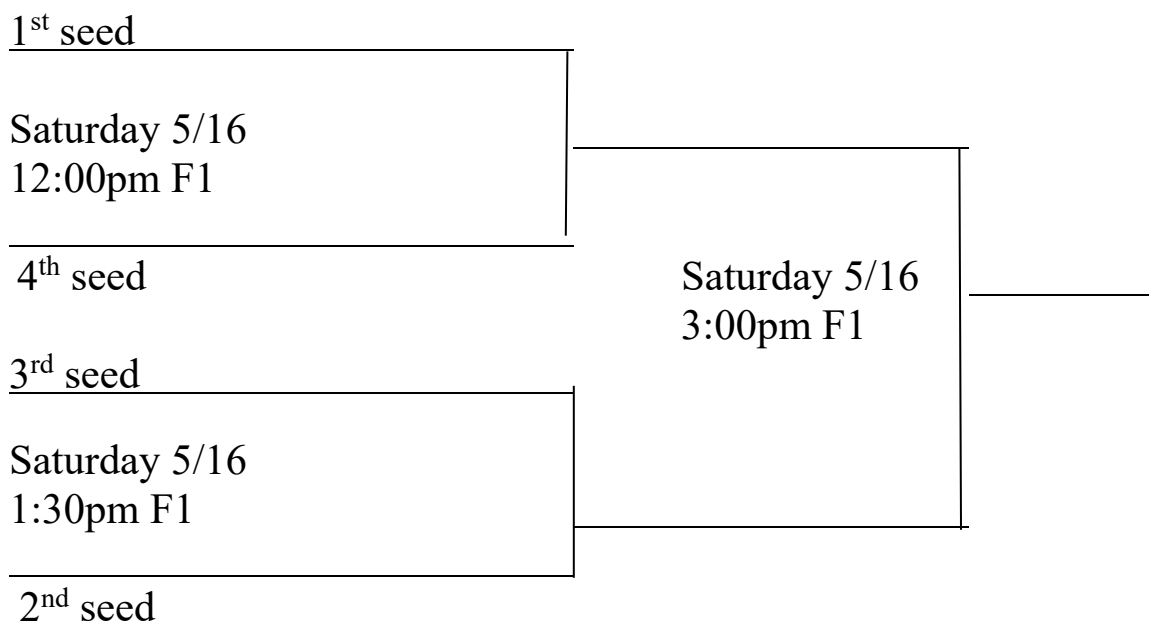 1st seed
Saturday 5/16
12:00pm F1
4th seed
Saturday 5/16
3:00pm F1
3rd seed
Saturday 5/16
1:30pm F1
2nd seed